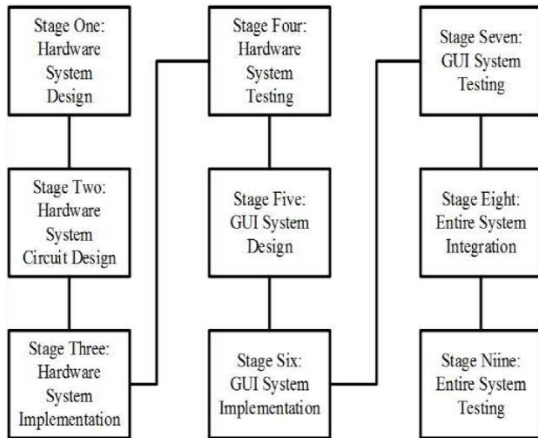 Stage One:
Hardware
System
Design
Stage Two:
Hardware
System
Circuit Design
Stage Three:
Hardware
System
Implementation
Stage Four:
Hardware
System
Testing
Stage Five:
GUI System
Design
Stage Six:
GUI System
Implementation
Stage Seven:
GUI System
Testing
Stage Eight:
Entire System
Integration
Stage Niine:
Entire System
Testing